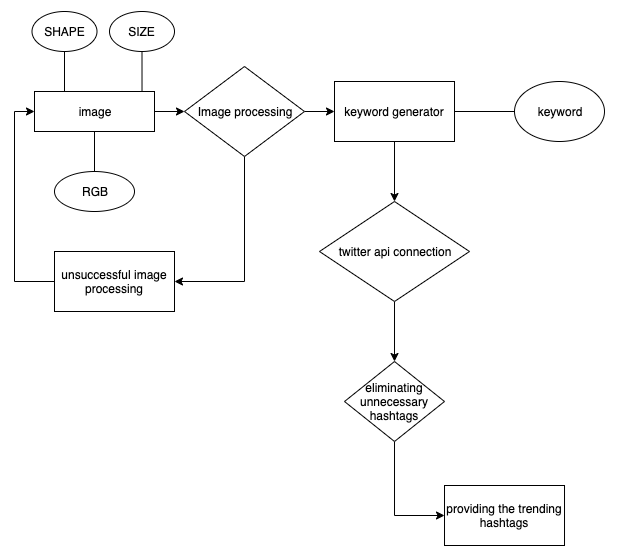 SHAPE
SIZE
image
Image processing
keyword generator
keyword
RGB
unsuccessful image
processing
twitter api connection
eliminating
unnecessary
hashtags
providing the trending
hashtags